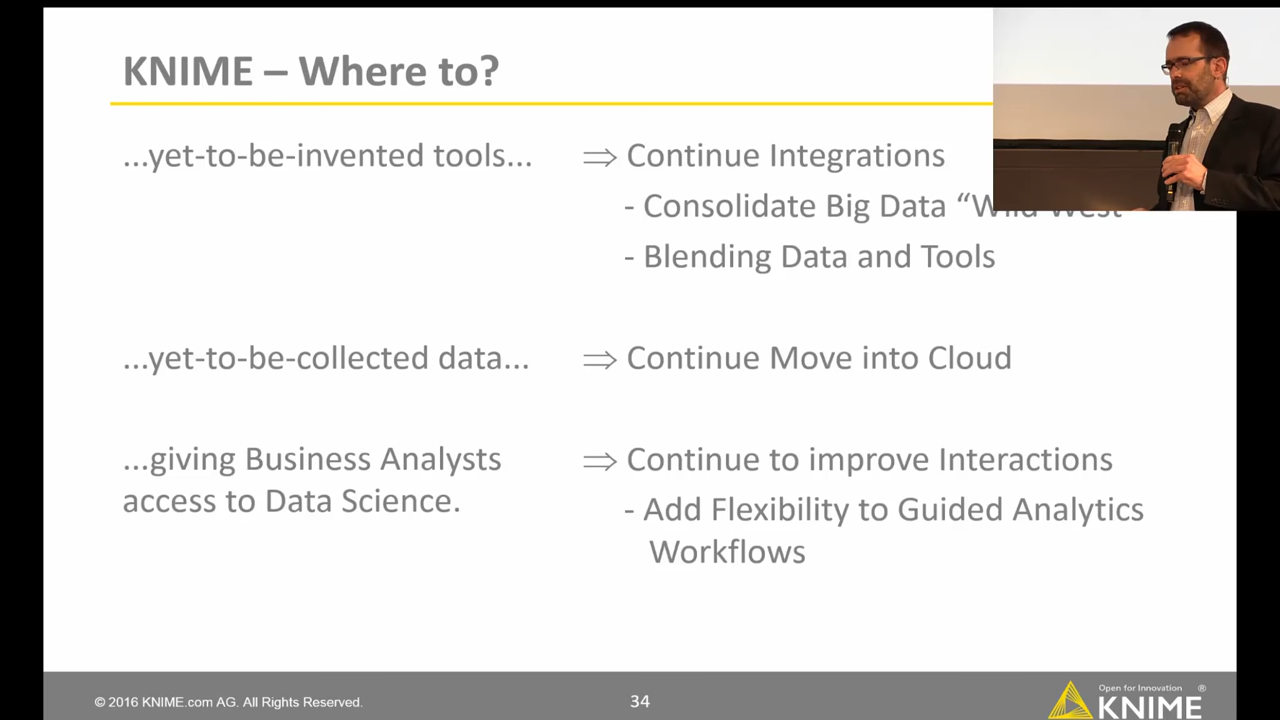 KNIME – Where to?
...yet-to-be-invented tools...
⇒ Continue Integrations
- Consolidate Big Data “Wild West”
- Blending Data and Tools
...yet-to-be-collected data...
⇒ Continue Move into Cloud
...giving Business Analysts
access to Data Science.
⇒ Continue to improve Interactions
- Add Flexibility to Guided Analytics
Workflows
© 2016 KNIME.com AG. All Rights Reserved.
34
Open for Innovation ®
KNIME